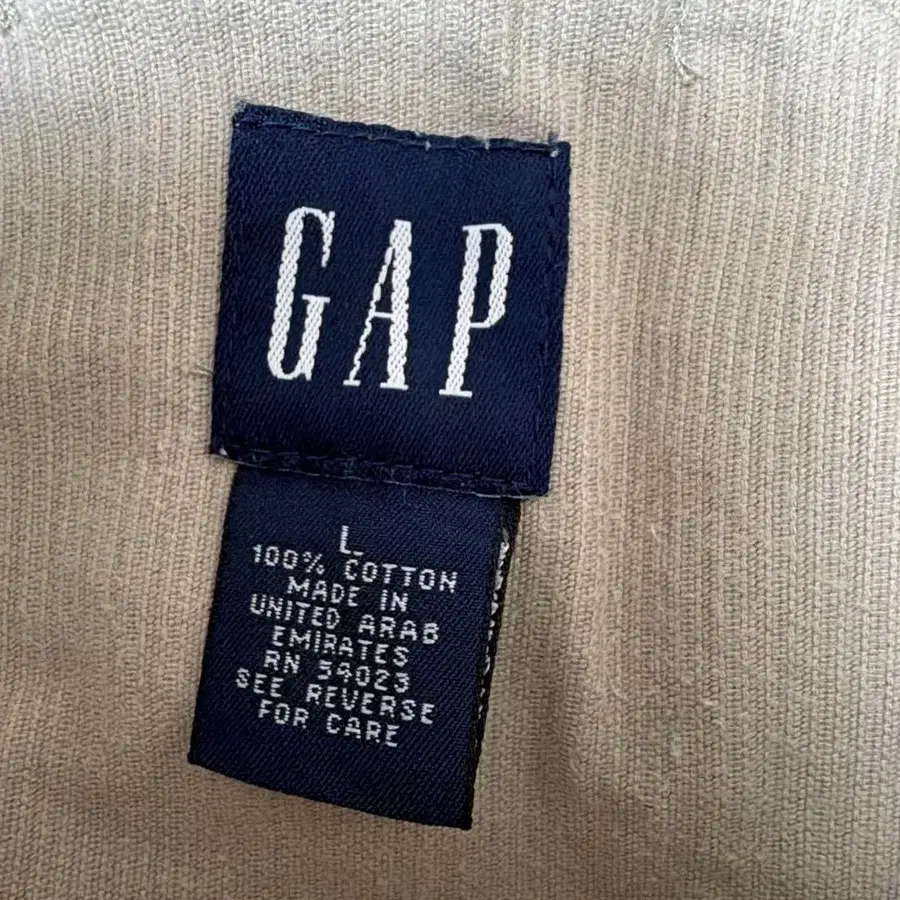 GAP
L
100% COTTON
MADE IN
UNITED ARAB
EMIRATES
RN 54023
SEE REVERSE
FOR CARE